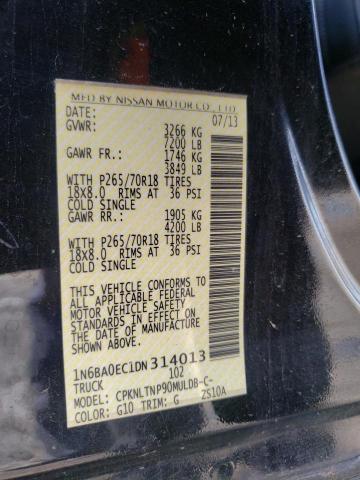 MFD BY NISSAN MOTOR CO., LTD
DATE: 07/13
GVWR: 3266 KG
7200 LB
GAWR FR.: 1746 KG
3849 LB
WITH P265/70R18 TIRES
18X8.0 RIMS AT 36 PSI
COLD SINGLE
GAWR RR.: 1905 KG
4200 LB
WITH P265/70R18 TIRES
18X8.0 RIMS AT 36 PSI
COLD SINGLE
THIS VEHICLE CONFORMS TO
ALL APPLICABLE FEDERAL
MOTOR VEHICLE SAFETY
STANDARDS IN EFFECT ON
THE DATE OF MANUFACTURE
SHOWN ABOVE.
1N6BA0EC1DN314013
TRUCK 102
MODEL: CPKNLTNP90MULDB-C-
COLOR: G10 TRIM: G ZS10A